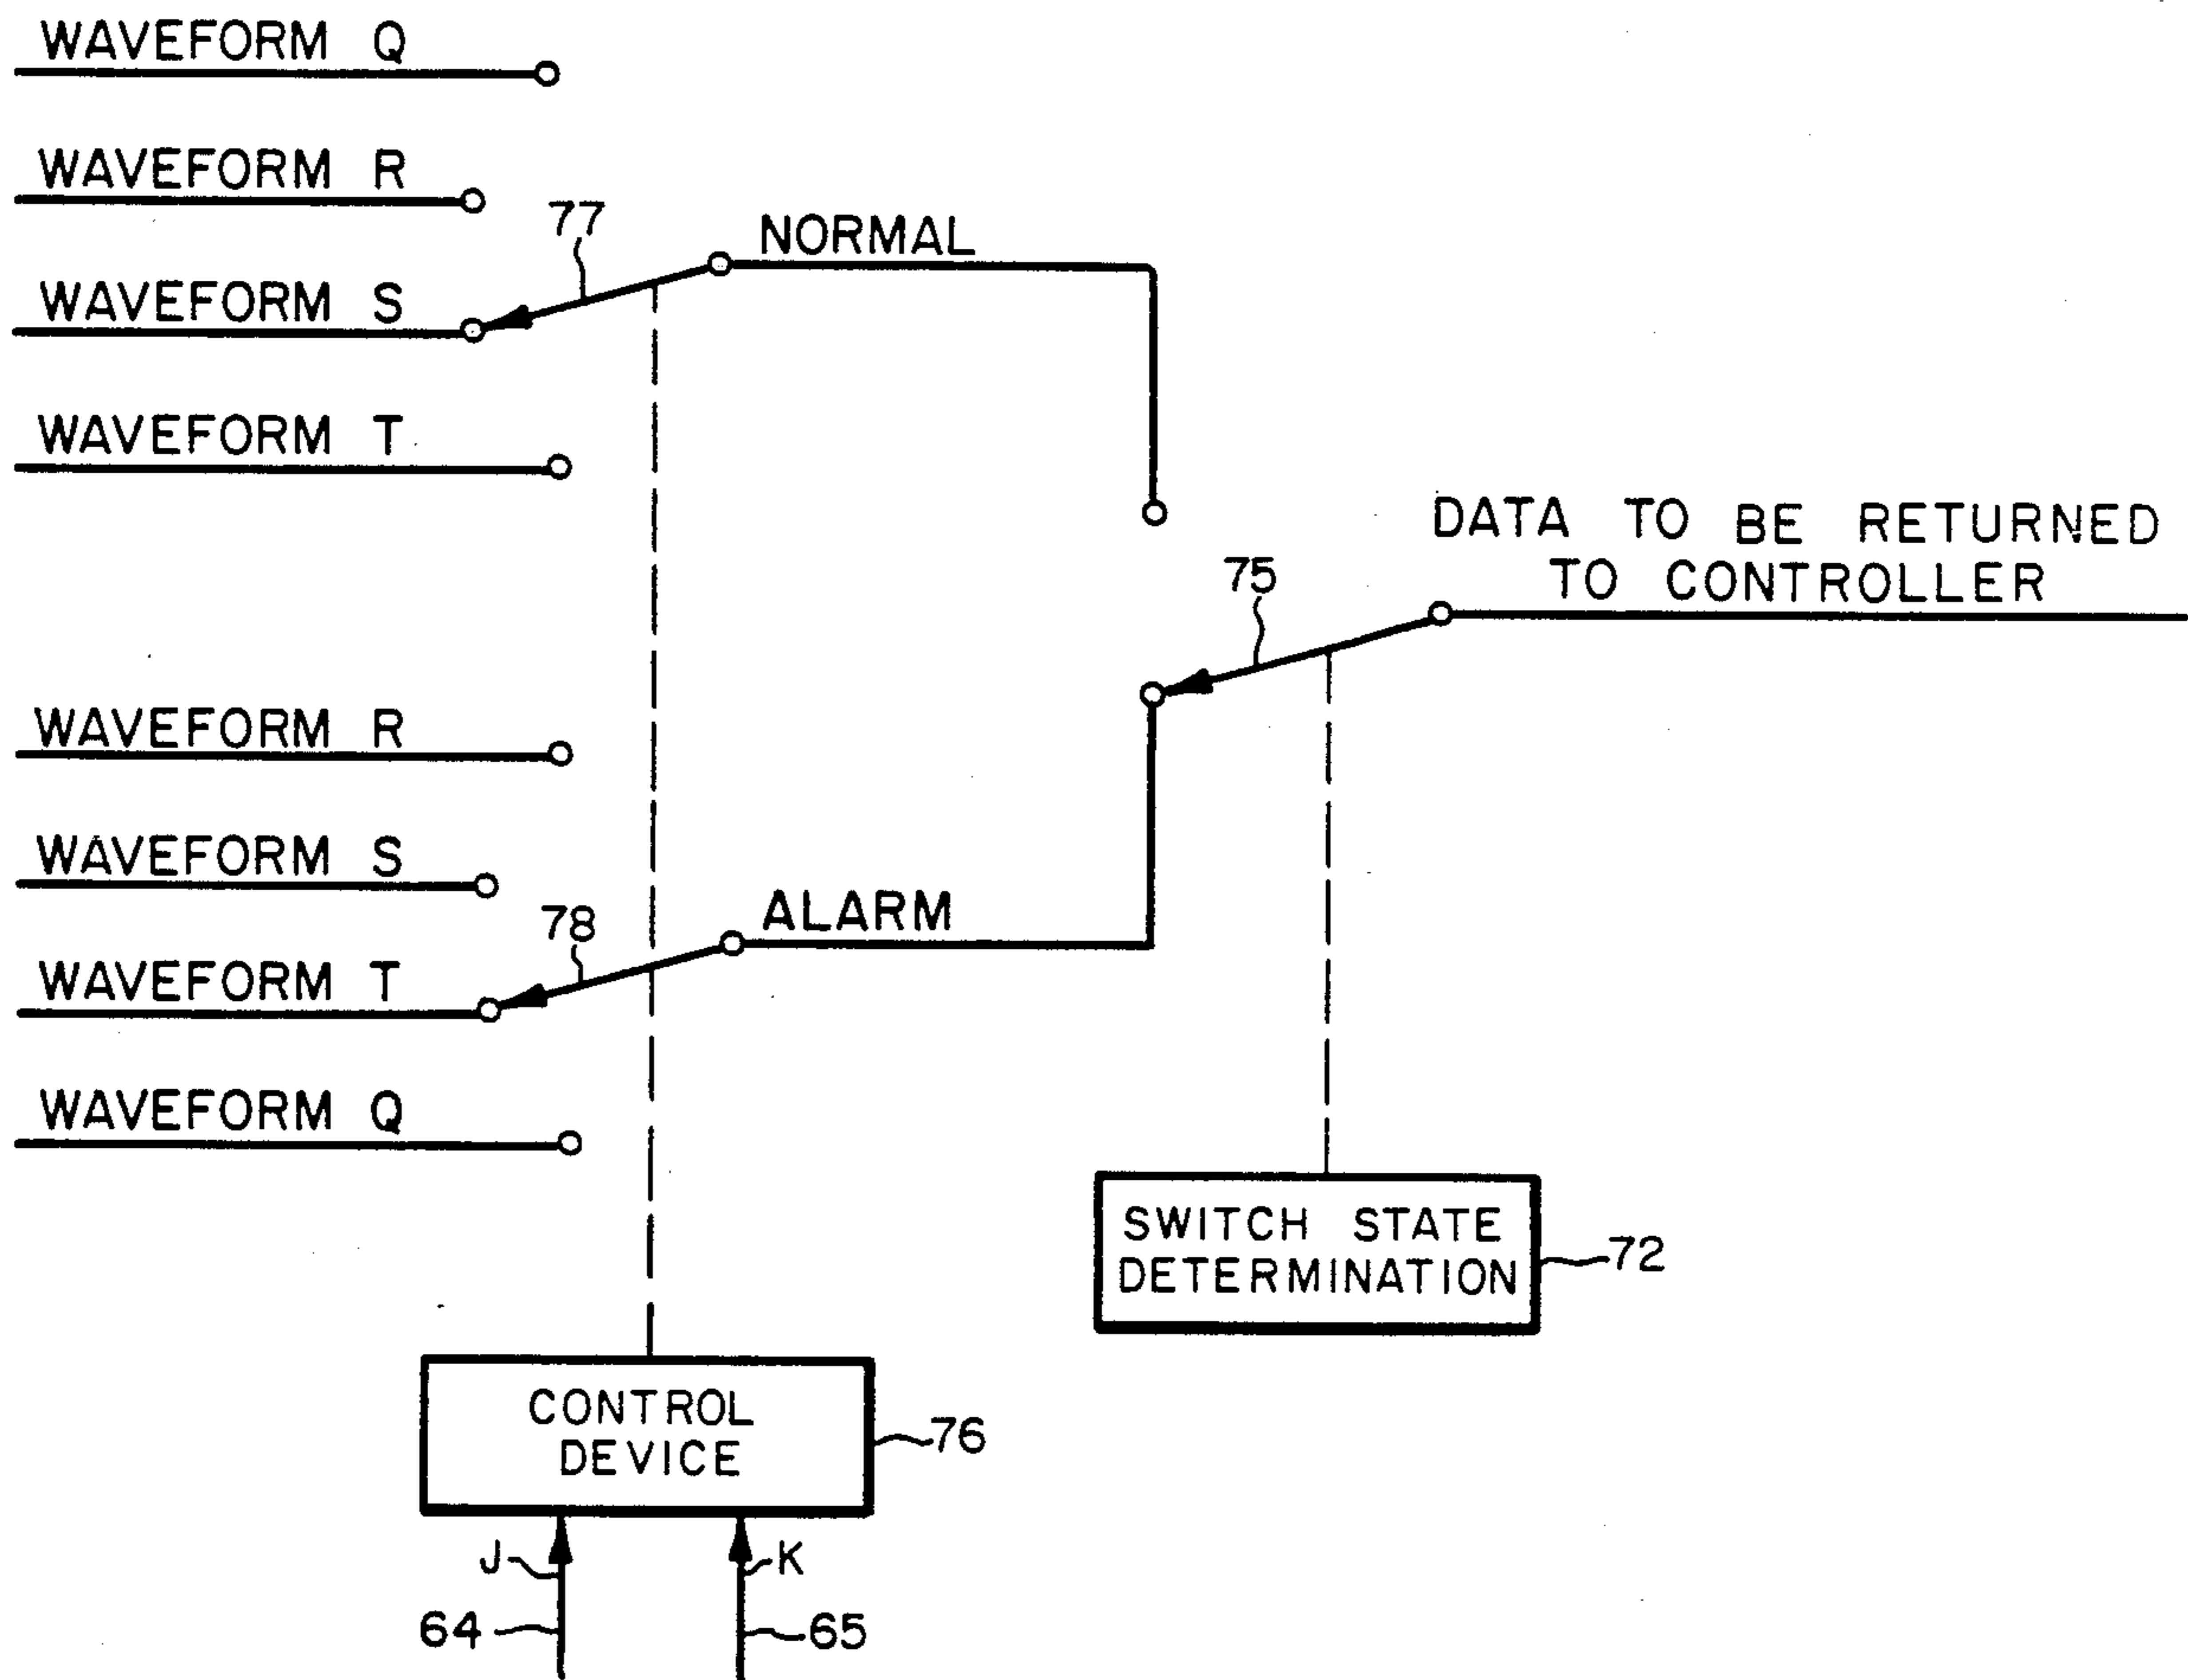 WAVEFORM Q
WAVEFORM R
77
NORMAL
WAVEFORM S
WAVEFORM T
DATA TO BE RETURNED
TO CONTROLLER
75
WAVEFORM R
WAVEFORM S
78
ALARM
WAVEFORM T
WAVEFORM Q
SWITCH STATE
DETERMINATION
72
CONTROL
DEVICE
76
J
K
64
65